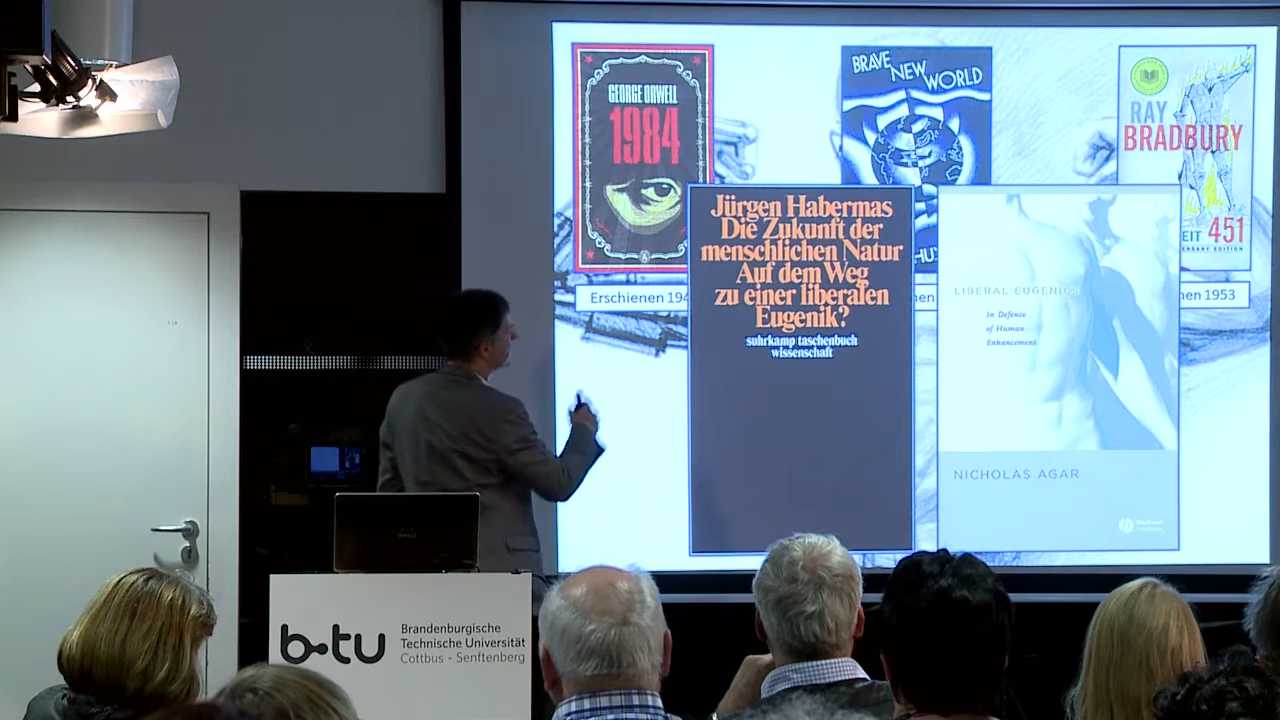 GEORGE ORWELL
1984
BRAVE
NEW
WORLD
RAY
BRADBURY
EIT 451
Erschienen 194
nen 1953
Jürgen Habermas
Die Zukunft der
menschlichen Natur
Auf dem Weg
zu einer liberalen
Eugenik?
suhrkamp taschenbuch
wissenschaft
LIBERAL EUGENICS
In Defence
of Human
Enhancement
NICHOLAS AGAR
b-tu
Brandenburgische
Technische Universität
Cottbus - Senftenberg